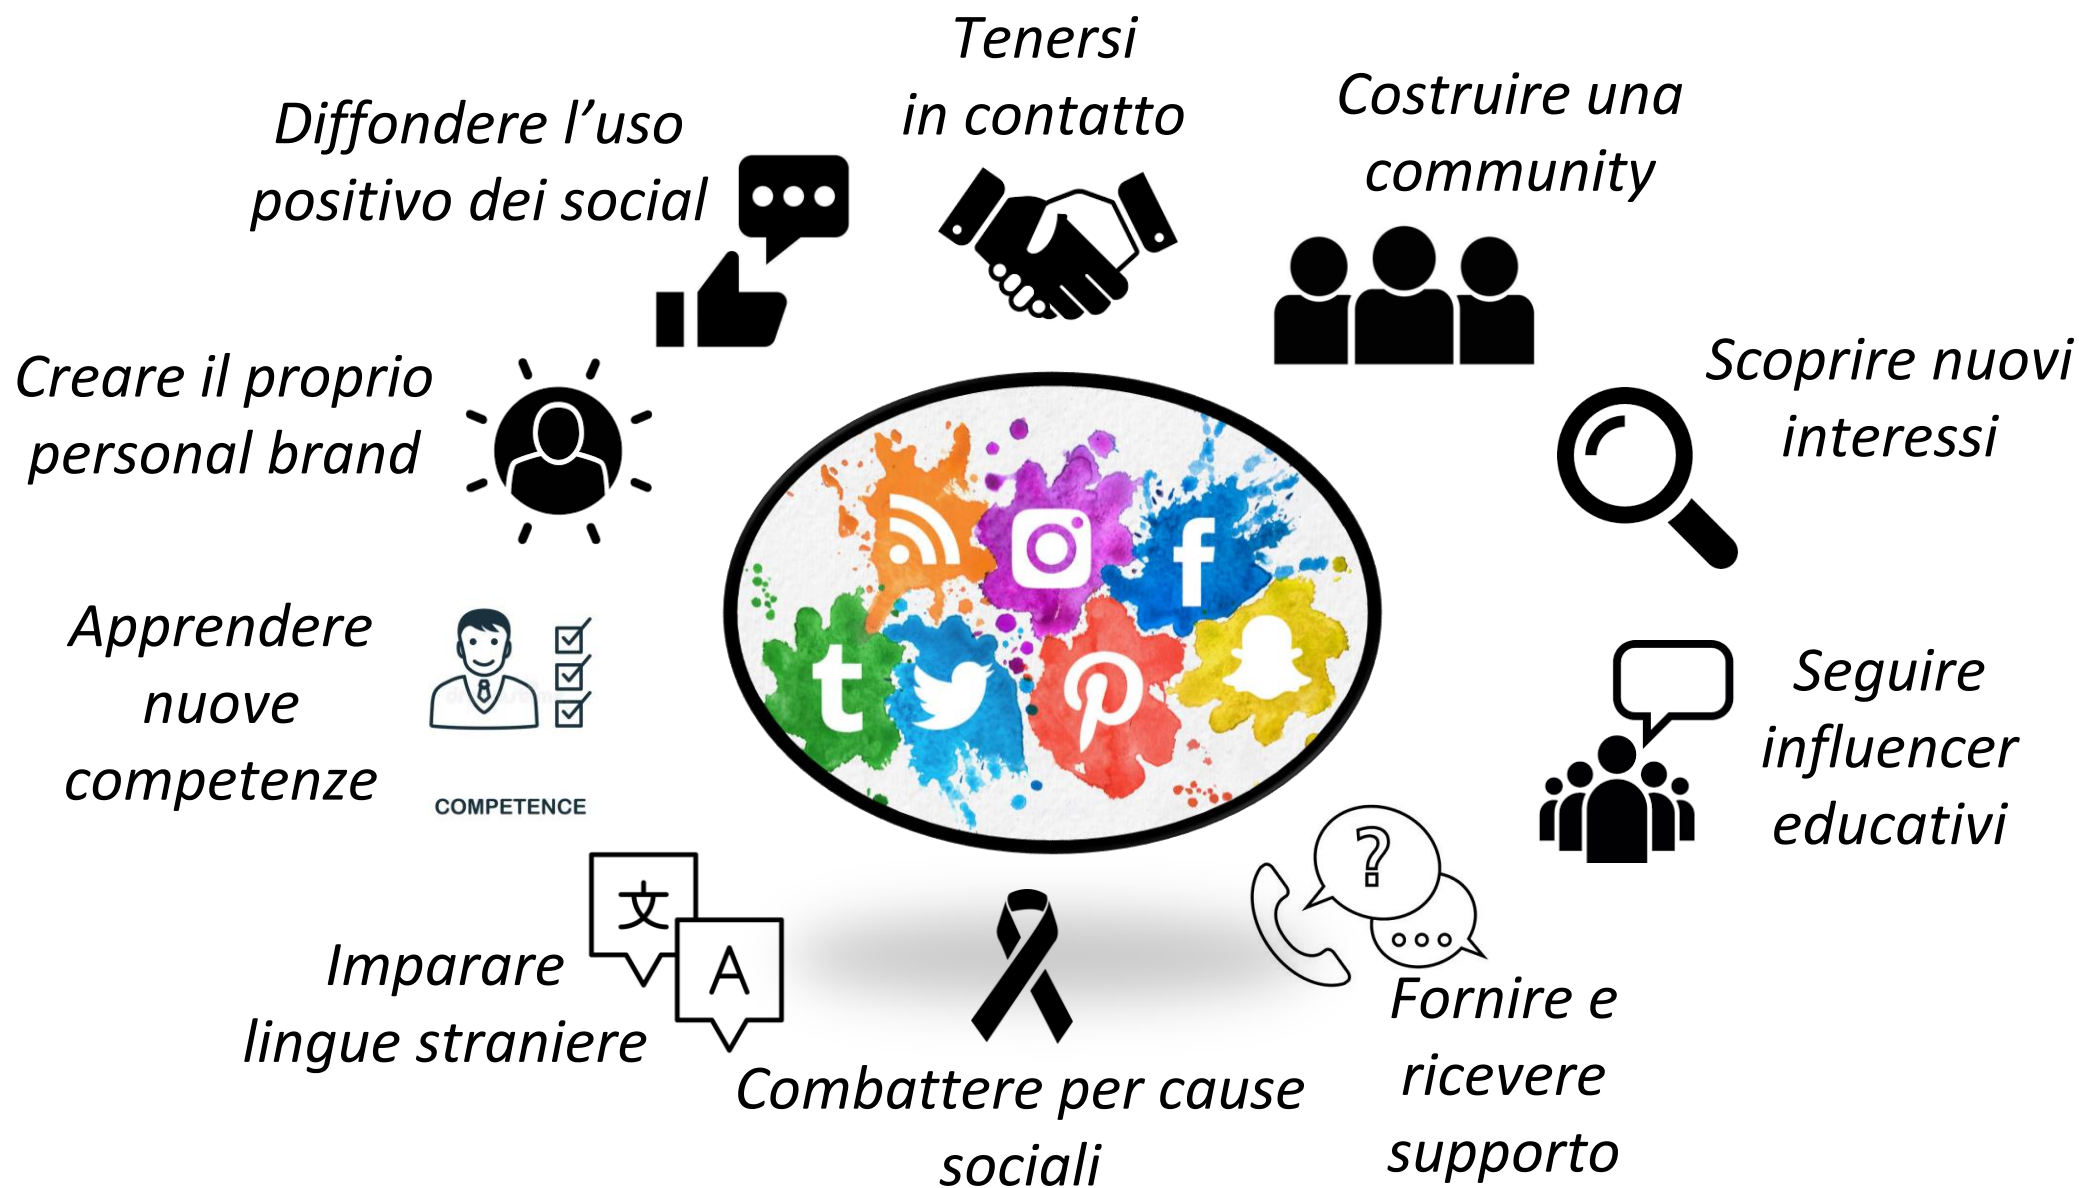 Tenersi
in contatto
Costruire una
community
Diffondere l’uso
positivo dei social
Scoprire nuovi
interessi
Creare il proprio
personal brand
Apprendere
nuove
competenze
COMPETENCE
Seguire
influencer
educativi
?
f
t
文
A
Imparare
lingue straniere
Fornire e
ricevere
supporto
Combattere per cause
sociali